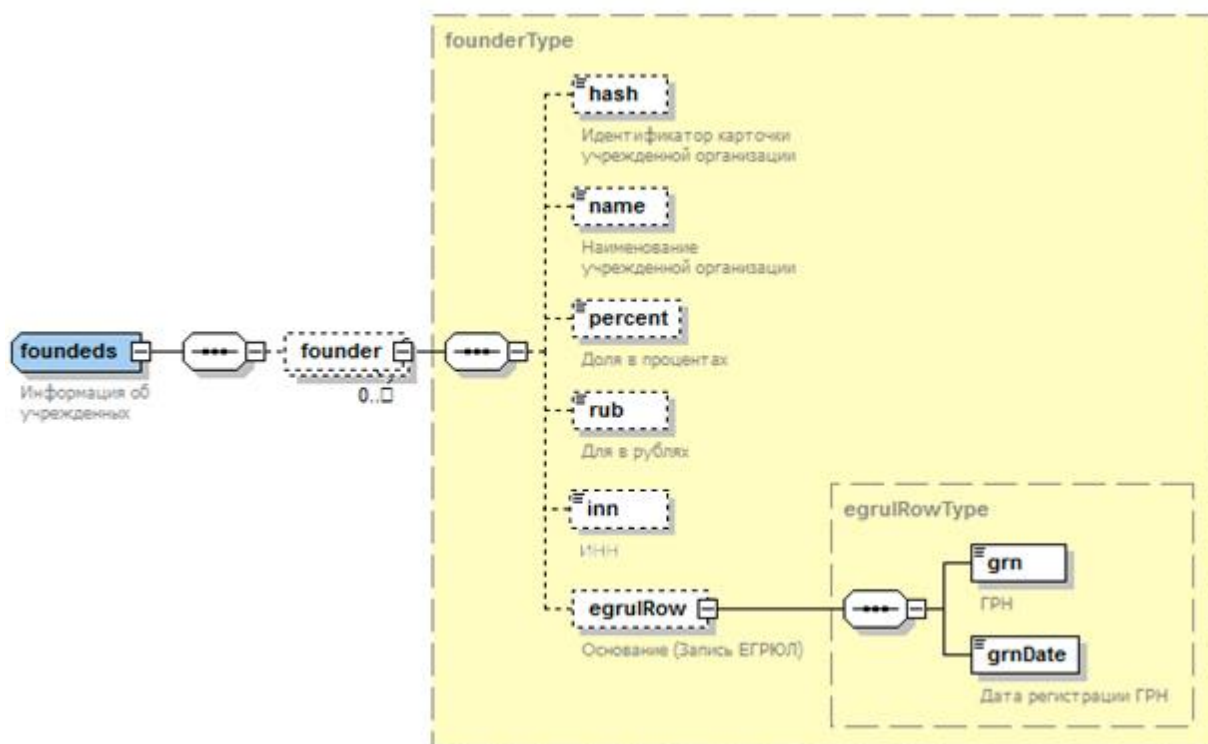 founderType
hash
Идентификатор карточки
учрежденной организации
name
Наименование
учрежденной организации
percent
Доля в процентах
foundeds
Информация об
учрежденных
founder
0..□
rub
Для в рублях
inn
ИНН
egrulRow
Основание (Запись ЕГРЮЛ)
egrulRowType
grn
ГРН
grnDate
Дата регистрации ГРН